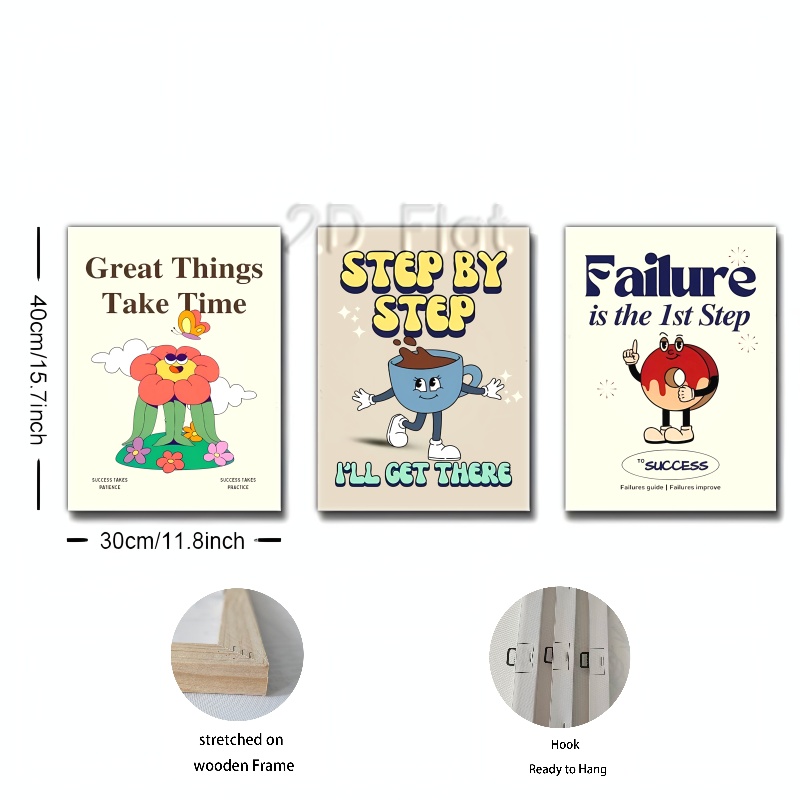 2D Flat
40cm/15.7inch
Great Things
Take Time
SUCCESS TAKES
PATIENCE
SUCCESS TAKES
PRACTICE
STEP BY
STEP
I'LL GET THERE
Failure
is the 1st Step
TO SUCCESS
Failures guide | Failures improve
30cm/11.8inch
stretched on
wooden Frame
Hook
Ready to Hang